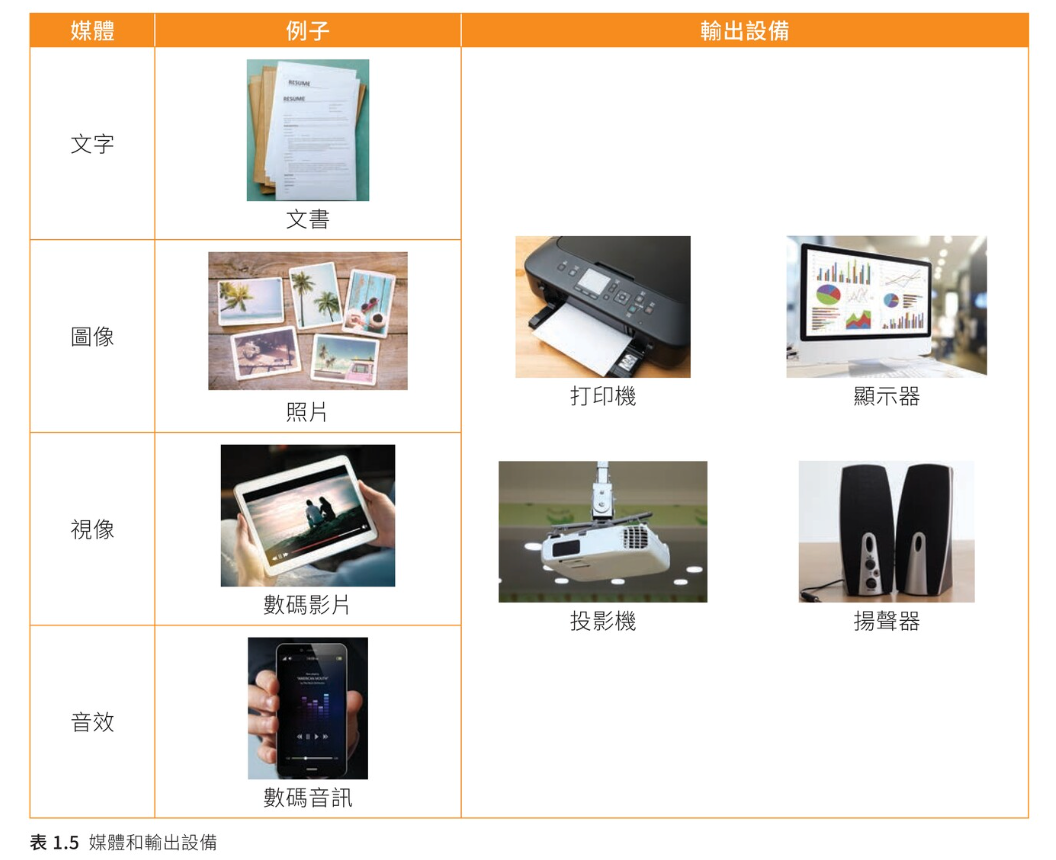 媒體 例子 輸出設備
文字
RESUME
RESUME
文書
圖像
照片
打印機 顯示器
視像
數碼影片
投影機 揚聲器
音效
數碼音訊
表 1.5 媒體和輸出設備